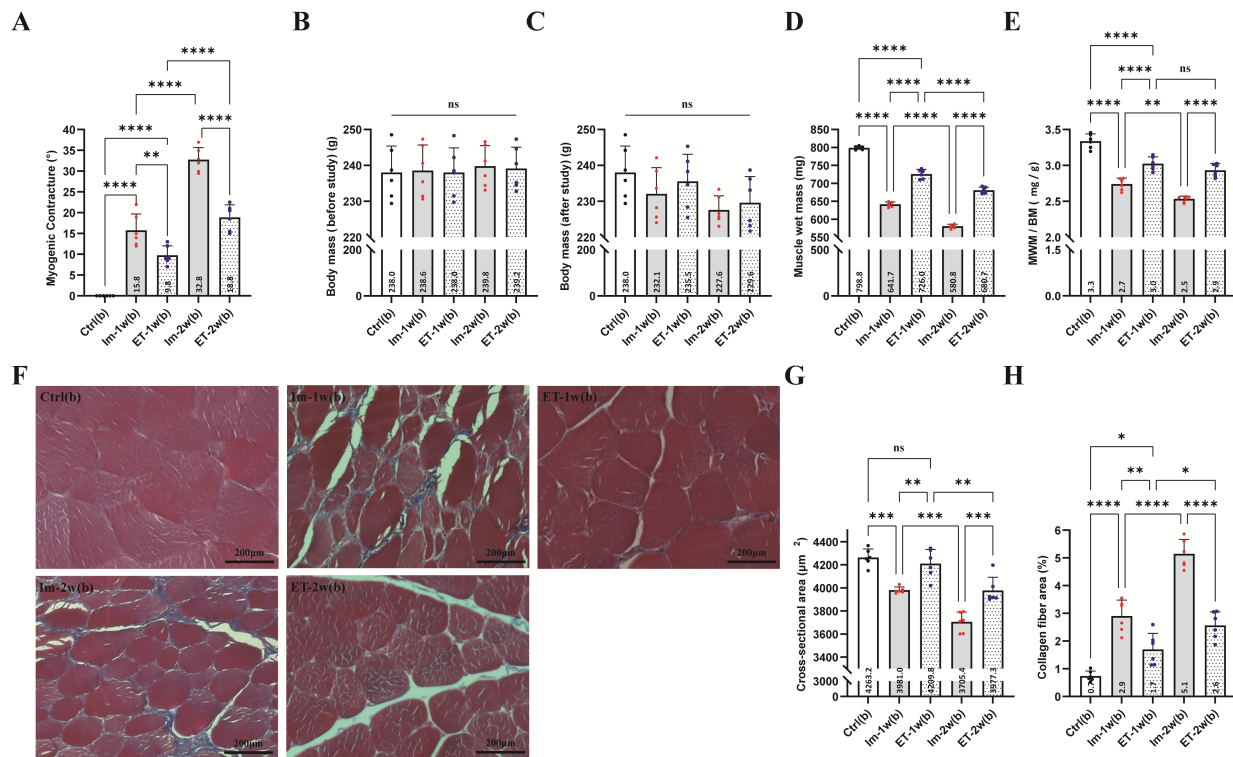 A
Myogenic Contracture (°)
40
35
30
25
20
15
10
5
0
****
****
****
****
**
****
15.8
9.8
32.8
18.8
Ctrl(b)
Im-1w(b)
ET-1w(b)
Im-2w(b)
ET-2w(b)
B
Body mass (before study) (g)
260
250
240
230
220
200
0
ns
238.0
238.6
238.0
239.8
239.2
Ctrl(b)
Im-1w(b)
ET-1w(b)
Im-2w(b)
ET-2w(b)
C
Body mass (after study) (g)
260
250
240
230
220
200
0
ns
238.0
232.1
235.5
227.6
229.6
Ctrl(b)
Im-1w(b)
ET-1w(b)
Im-2w(b)
ET-2w(b)
D
Muscle wet mass (mg)
850
800
750
700
650
600
550
500
0
****
****
****
****
****
****
798.8
641.7
726.0
580.8
680.7
Ctrl(b)
Im-1w(b)
ET-1w(b)
Im-2w(b)
ET-2w(b)
E
MWM / BM ( mg / g)
3.5
3.0
2.5
2.0
1.5
0.0
****
****
ns
****
**
****
3.3
2.7
3.0
2.5
2.9
Ctrl(b)
Im-1w(b)
ET-1w(b)
Im-2w(b)
ET-2w(b)
F
Ctrl(b)
200μm
Im-1w(b)
200μm
ET-1w(b)
200μm
Im-2w(b)
200μm
ET-2w(b)
200μm
G
Cross-sectional area (μm²)
4400
4200
4000
3800
3600
3400
3000
0
ns
**
**
***
***
***
4263.2
3981.0
4209.8
3705.4
3977.3
Ctrl(b)
Im-1w(b)
ET-1w(b)
Im-2w(b)
ET-2w(b)
H
Collagen fiber area (%)
6
5
4
3
2
1
0
*
**
*
****
****
****
2.9
1.7
5.1
2.6
Ctrl(b)
Im-1w(b)
ET-1w(b)
Im-2w(b)
ET-2w(b)